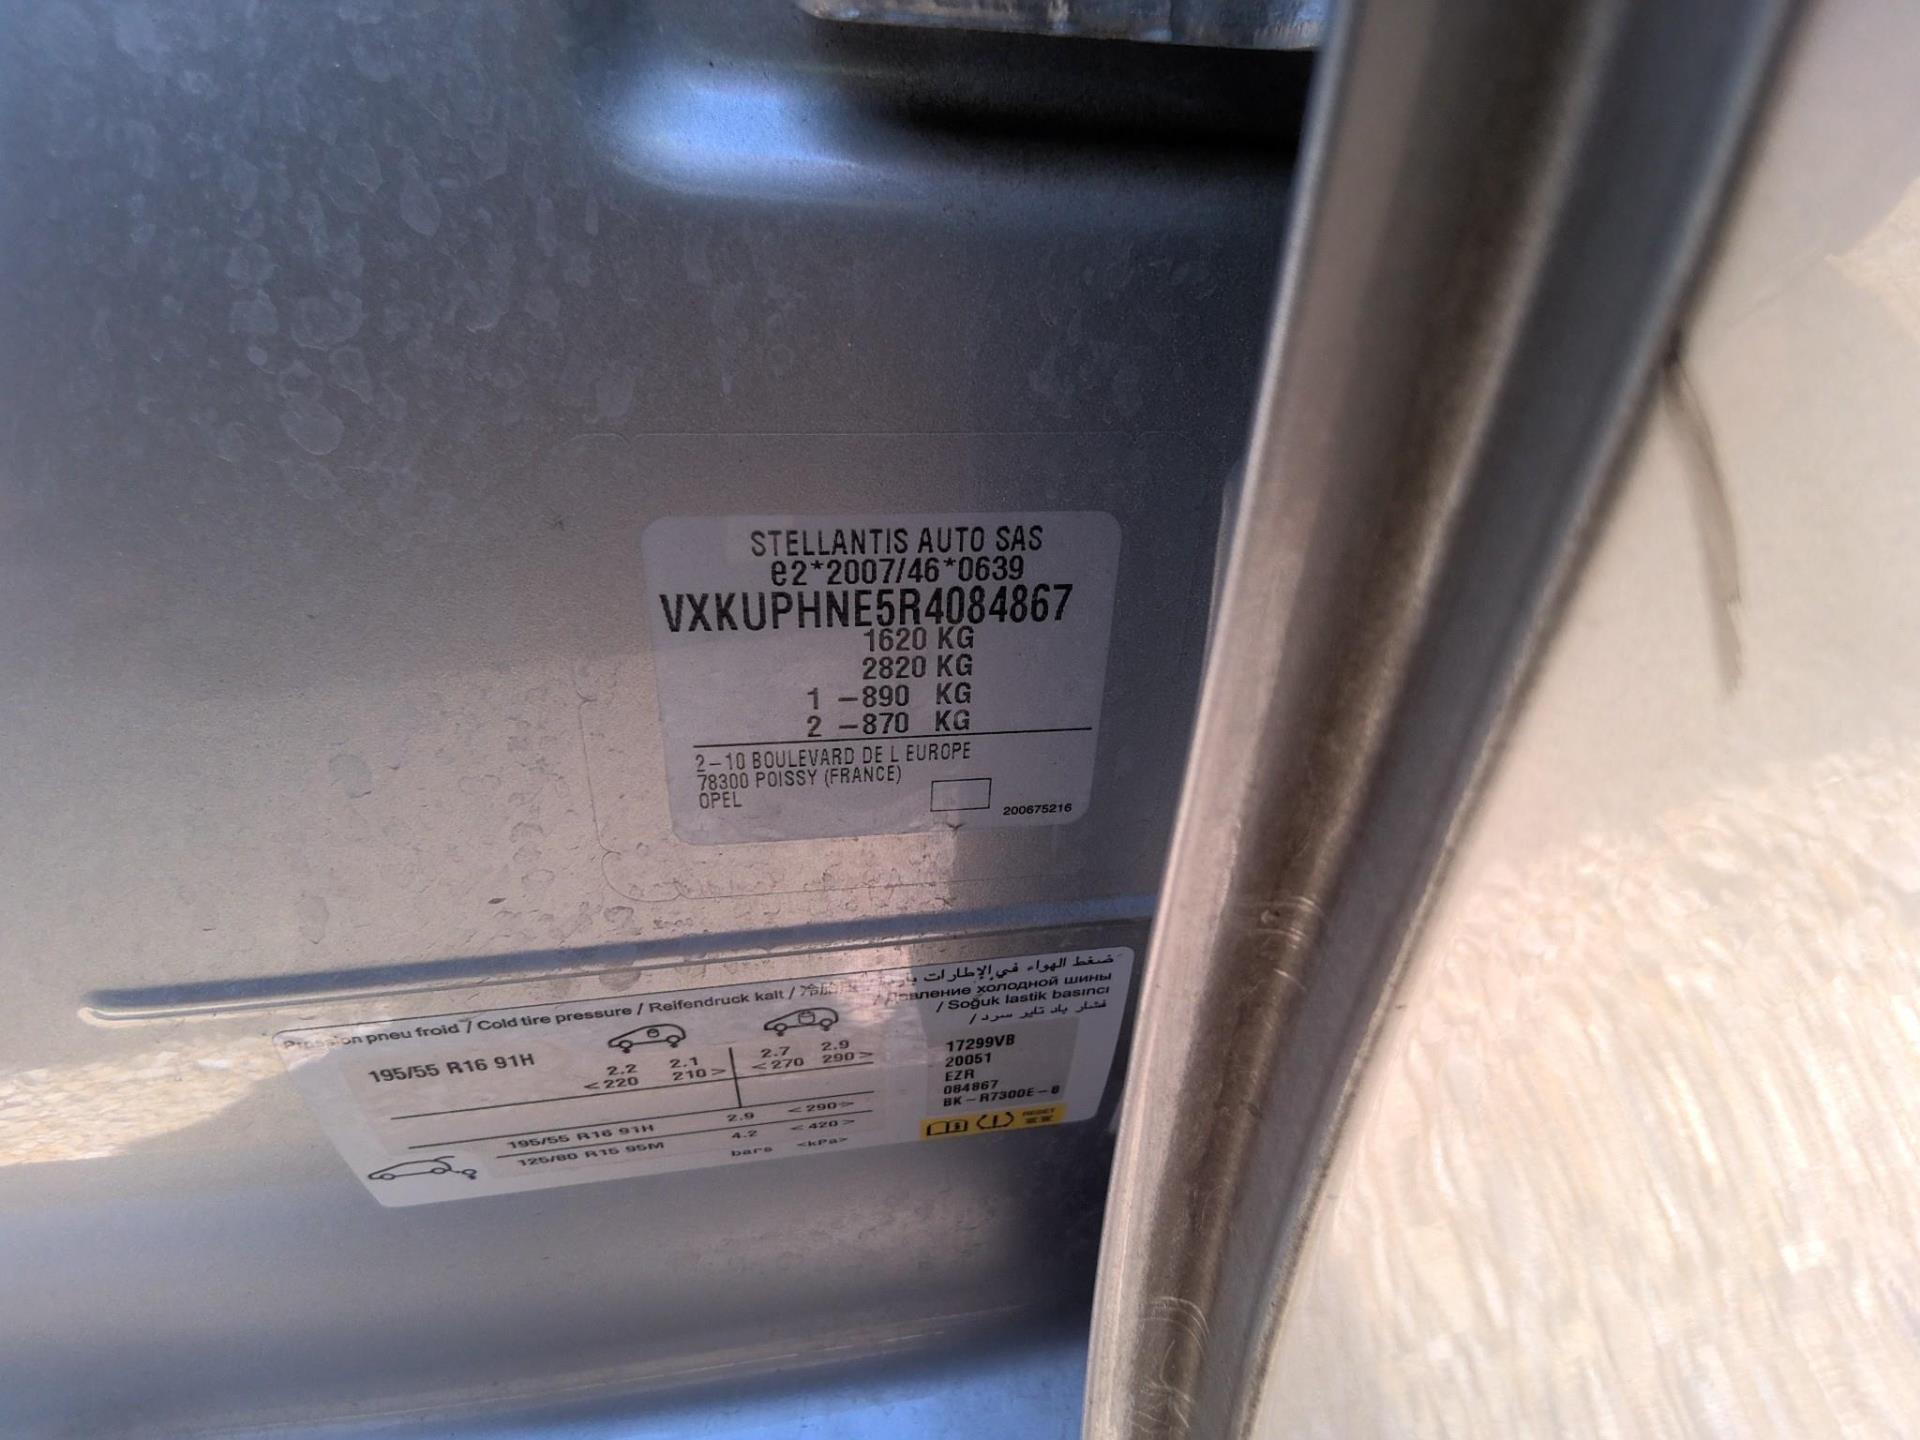 STELLANTIS AUTO SAS
e2*2007/46*0639
VXKUPHNE5R4084867
1620 KG
2820 KG
1 -890 KG
2 -870 KG
2-10 BOULEVARD DE L EUROPE
78300 POISSY (FRANCE)
OPEL
200675216
Pression pneu froid / Cold tire pressure / Reifendruck kalt /
ضغط الهواء في الإطارات
/ Давление холодной шины
/ Soğuk lastik basıncı
فشار باد تایر سرد /
195/55 R16 91H
2.2 2.1 2.7 2.9
<220 210> <270 290>
195/55 R16 91H 2.9 <290>
125/80 R15 95M 4.2 <420>
bars <kPa>
17299VB
20051
EZR
084867
BK-R7300E-8
RESET